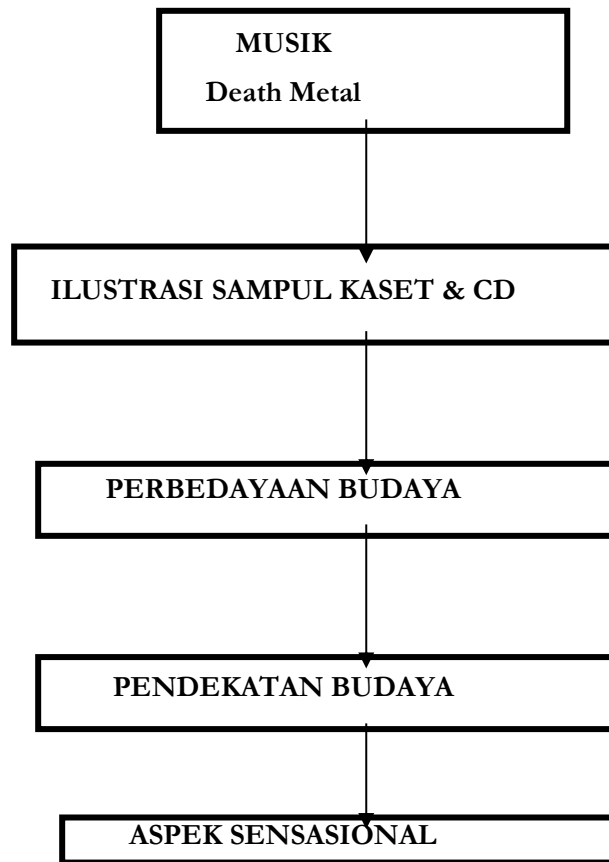 MUSIK
Death Metal
ILUSTRASI SAMPUL KASET & CD
PERBEDAYAAN BUDAYA
PENDEKATAN BUDAYA
ASPEK SENSASIONAL